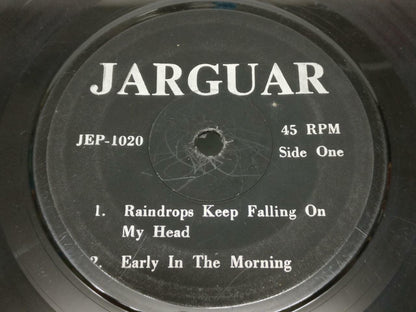 JARGUAR
JEP-1020
45 RPM
Side One
1. Raindrops Keep Falling On
My Head
2. Early In The Morning